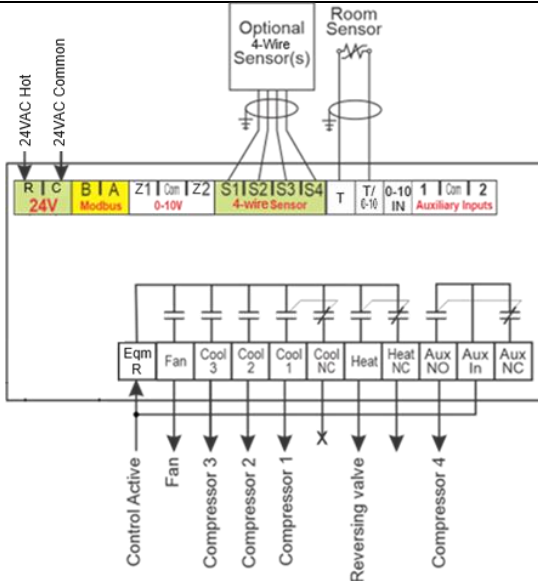 Optional
4-Wire
Sensor(s)
Room
Sensor
24VAC Hot
24VAC Common
R C
24V
B A
Modbus
Z1 Com Z2
0-10V
S1 S2 S3 S4
4-wire Sensor
T
T/
0-10
0-10
IN
1 Com 2
Auxiliary Inputs
Eqm
R
Fan
Cool
3
Cool
2
Cool
1
Cool
NC
Heat
Heat
NC
Aux
NO
Aux
In
Aux
NC
X
Control Active
Fan
Compressor 3
Compressor 2
Compressor 1
Reversing valve
Compressor 4